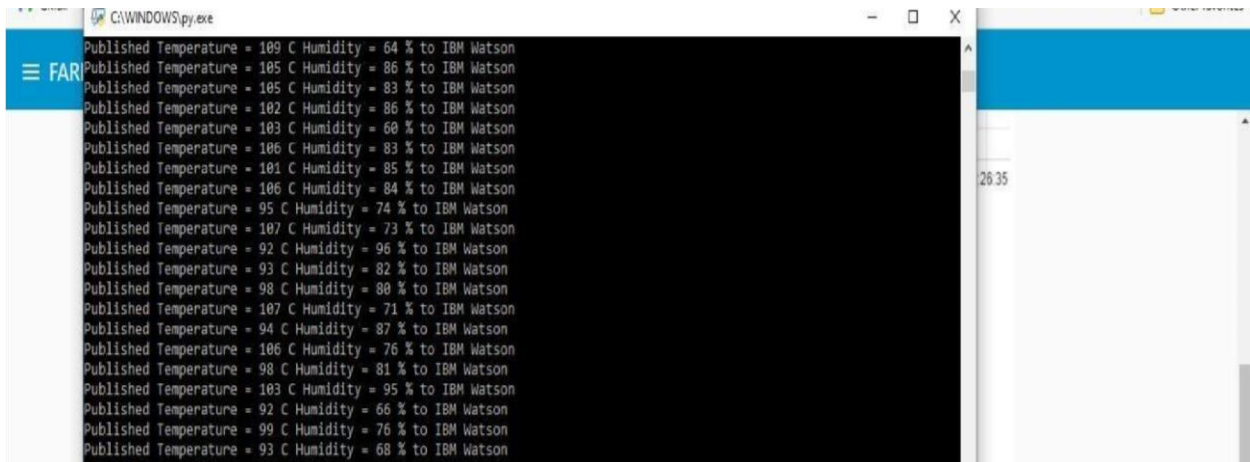 C:\WINDOWS\py.exe
FAR
Published Temperature = 109 C Humidity = 64 % to IBM Watson
Published Temperature = 105 C Humidity = 86 % to IBM Watson
Published Temperature = 105 C Humidity = 83 % to IBM Watson
Published Temperature = 102 C Humidity = 86 % to IBM Watson
Published Temperature = 103 C Humidity = 60 % to IBM Watson
Published Temperature = 106 C Humidity = 83 % to IBM Watson
Published Temperature = 101 C Humidity = 85 % to IBM Watson
Published Temperature = 106 C Humidity = 84 % to IBM Watson
Published Temperature = 95 C Humidity = 74 % to IBM Watson
Published Temperature = 107 C Humidity = 73 % to IBM Watson
Published Temperature = 92 C Humidity = 96 % to IBM Watson
Published Temperature = 93 C Humidity = 82 % to IBM Watson
Published Temperature = 98 C Humidity = 80 % to IBM Watson
Published Temperature = 107 C Humidity = 71 % to IBM Watson
Published Temperature = 94 C Humidity = 87 % to IBM Watson
Published Temperature = 106 C Humidity = 76 % to IBM Watson
Published Temperature = 98 C Humidity = 81 % to IBM Watson
Published Temperature = 103 C Humidity = 95 % to IBM Watson
Published Temperature = 92 C Humidity = 66 % to IBM Watson
Published Temperature = 99 C Humidity = 76 % to IBM Watson
Published Temperature = 93 C Humidity = 68 % to IBM Watson
:26:35